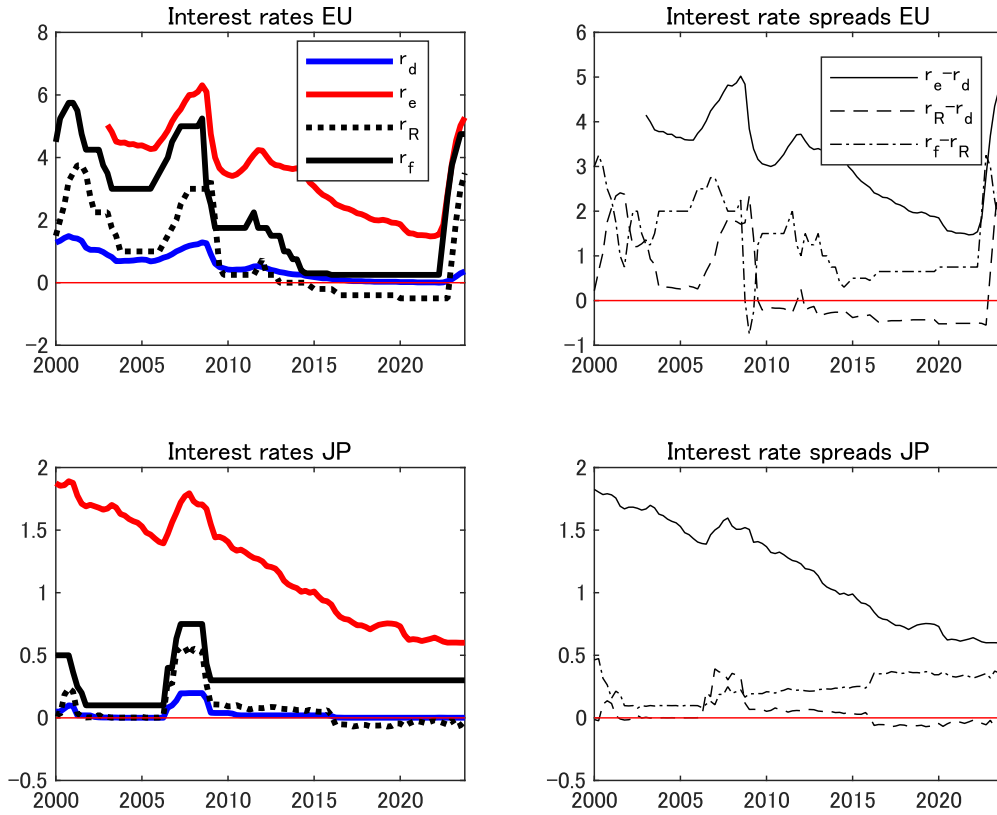 Interest rates EU
8
6
4
2
0
−2
2000 2005 2010 2015 2020
r_d
r_e
r_R
r_f
Interest rate spreads EU
6
5
4
3
2
1
0
−1
2000 2005 2010 2015 2020
r_e−r_d
r_R−r_d
r_f−r_R
Interest rates JP
2
1.5
1
0.5
0
−0.5
2000 2005 2010 2015 2020
Interest rate spreads JP
2
1.5
1
0.5
0
−0.5
2000 2005 2010 2015 2020